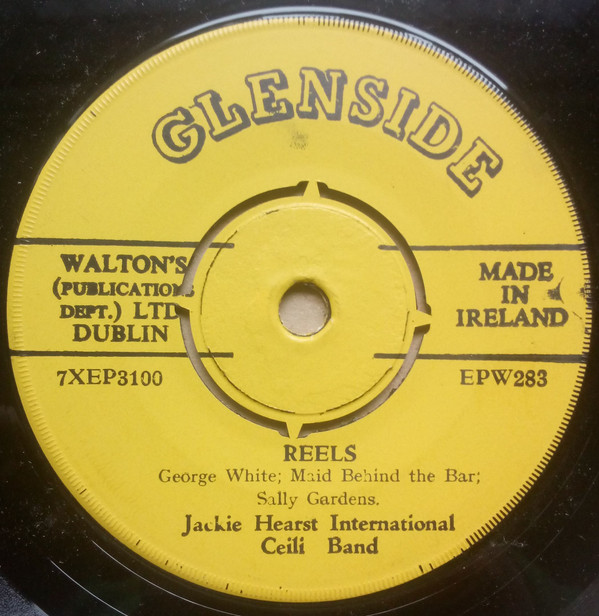 GLENSIDE
WALTON'S
(PUBLICATIONS
DEPT.) LTD
DUBLIN
MADE
IN
IRELAND
7XEP3100
EPW283
REELS
George White; Maid Behind the Bar;
Sally Gardens.
Jackie Hearst International
Ceili Band